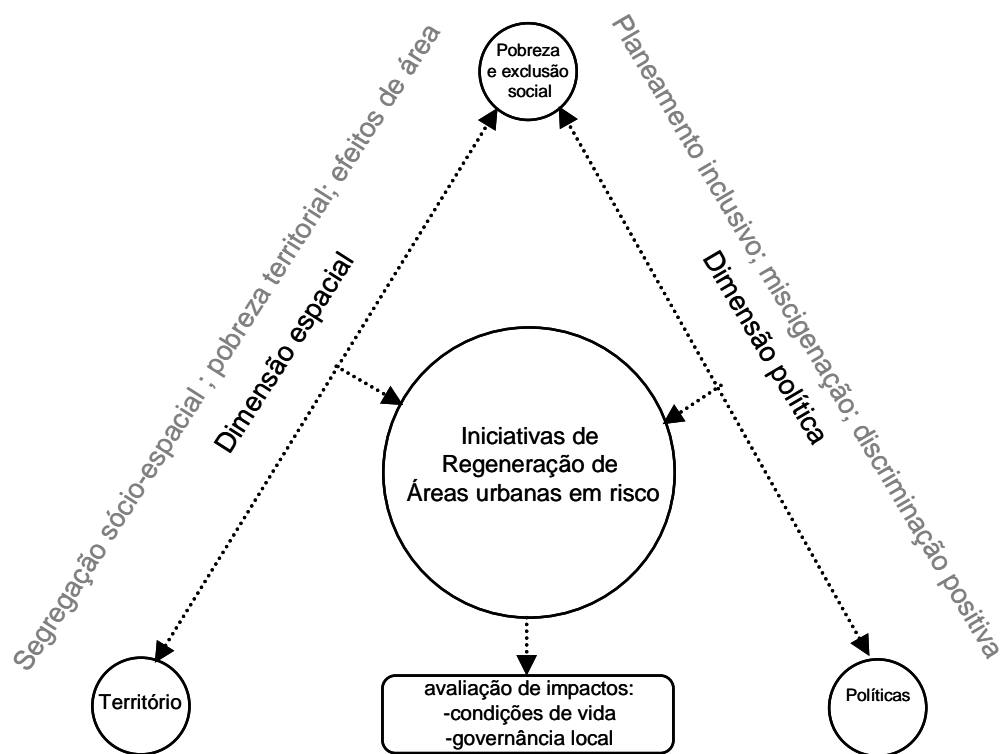 Pobreza
e exclusão
social
Segregação sócio-espacial ; pobreza territorial; efeitos de área
Dimensão espacial
Planeamento inclusivo; miscigenação; discriminação positiva
Dimensão política
Iniciativas de
Regeneração de
Áreas urbanas em risco
Território
avaliação de impactos:
-condições de vida
-governância local
Políticas